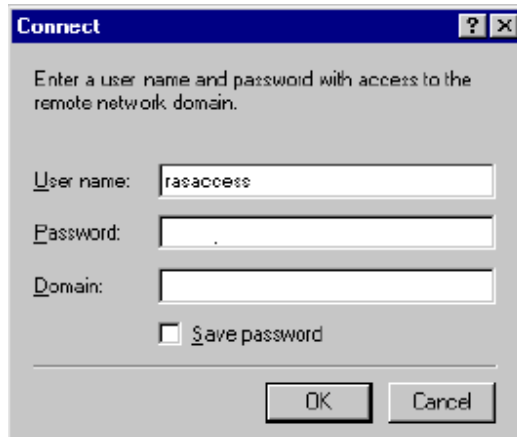 Connect
Enter a user name and password with access to the
remote network domain.
User name: rasaccess
Password:
Domain:
Save password
OK Cancel